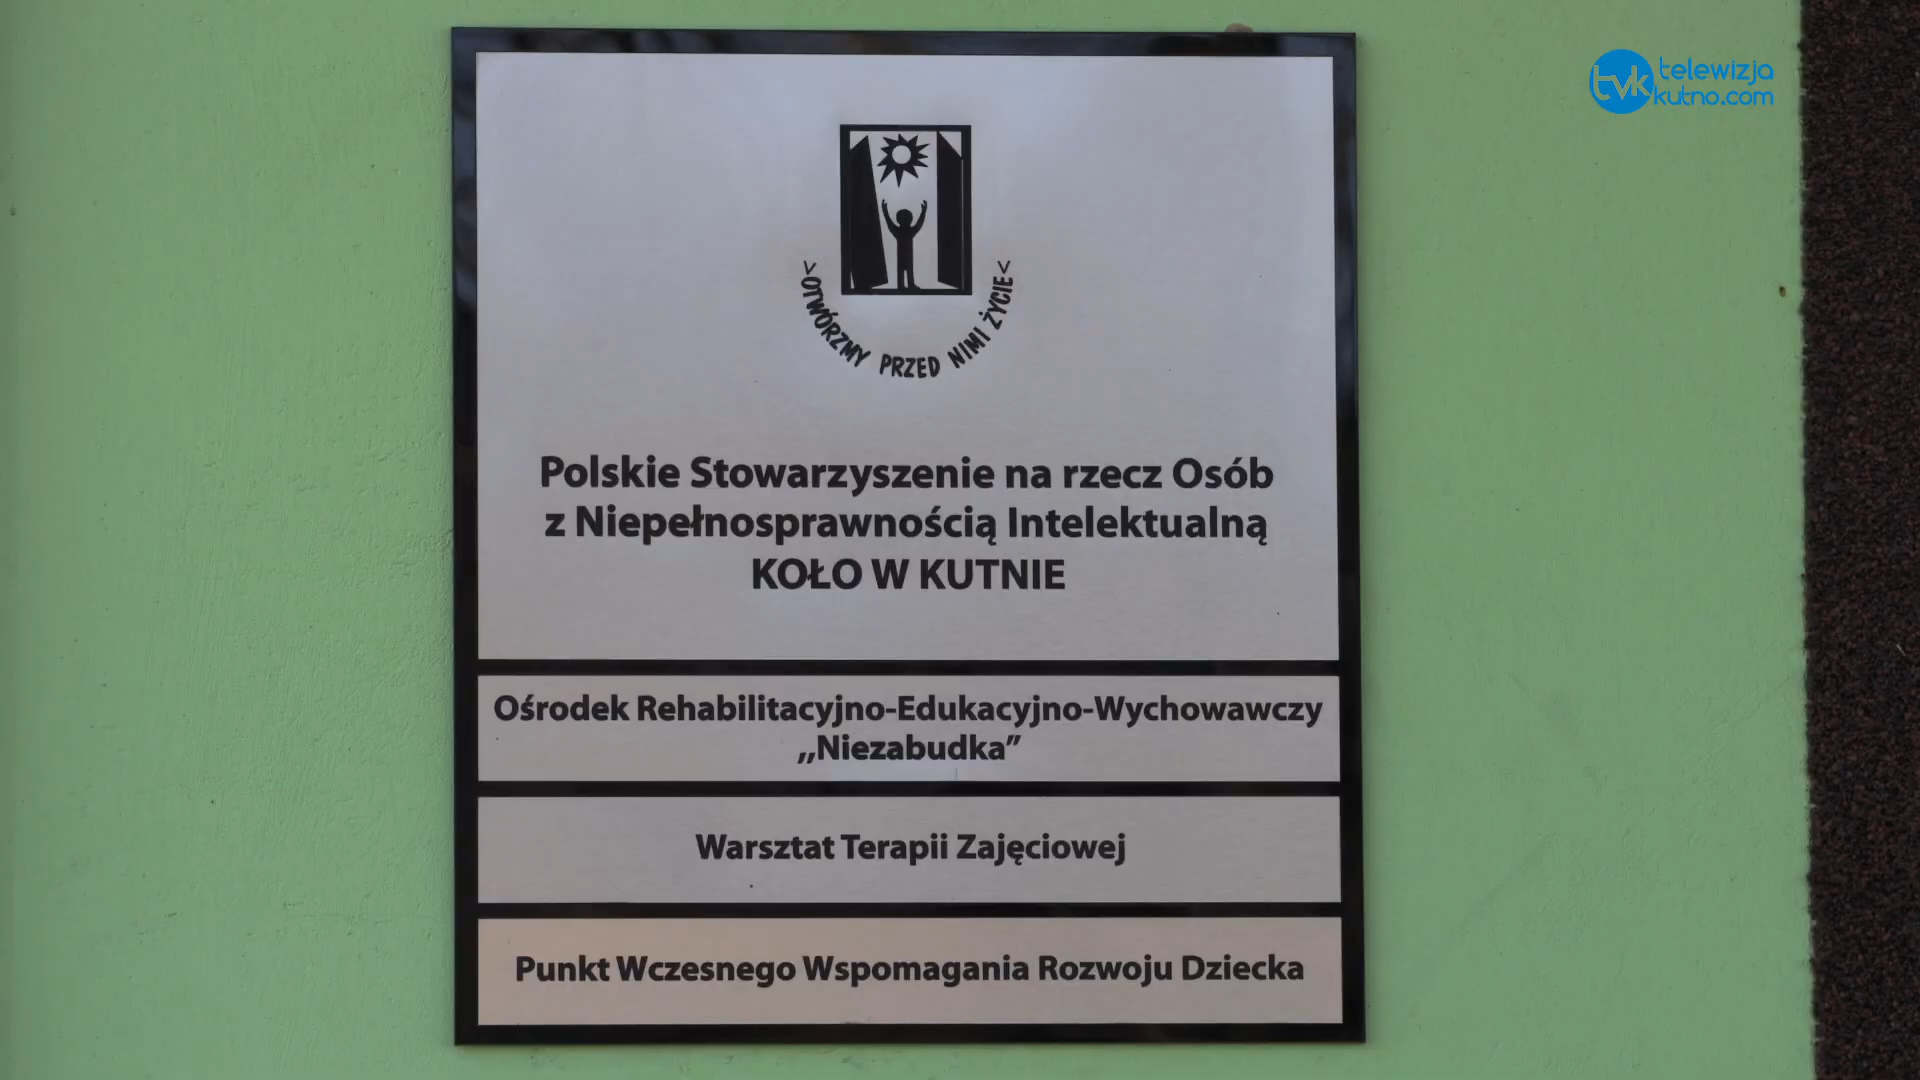 tvk telewizja
kutno.com
>OTWÓRZMY PRZED NIMI ŻYCIE<
Polskie Stowarzyszenie na rzecz Osób
z Niepełnosprawnością Intelektualną
KOŁO W KUTNIE
Ośrodek Rehabilitacyjno-Edukacyjno-Wychowawczy
,,Niezabudka”
Warsztat Terapii Zajęciowej
Punkt Wczesnego Wspomagania Rozwoju Dziecka